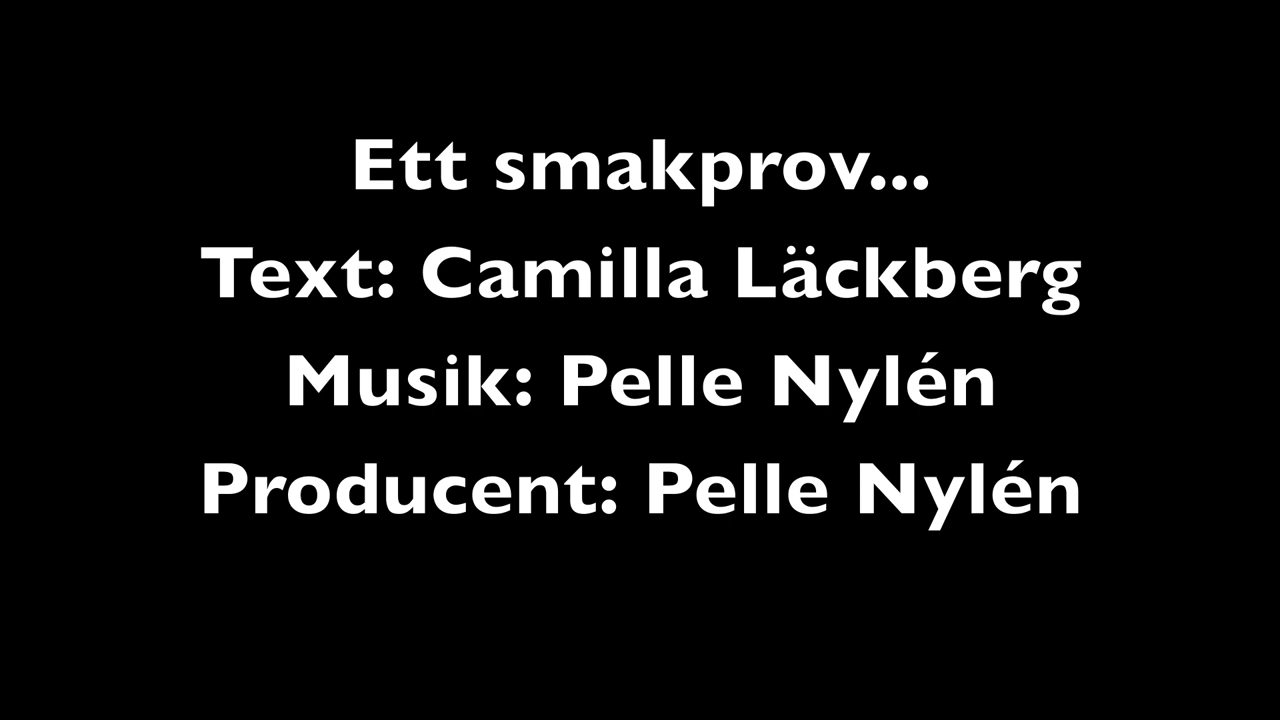 Ett smakprov...
Text: Camilla Läckberg
Musik: Pelle Nylén
Producent: Pelle Nylén